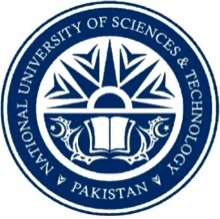 NATIONAL UNIVERSITY OF SCIENCES & TECHNOLOGY
PAKISTAN